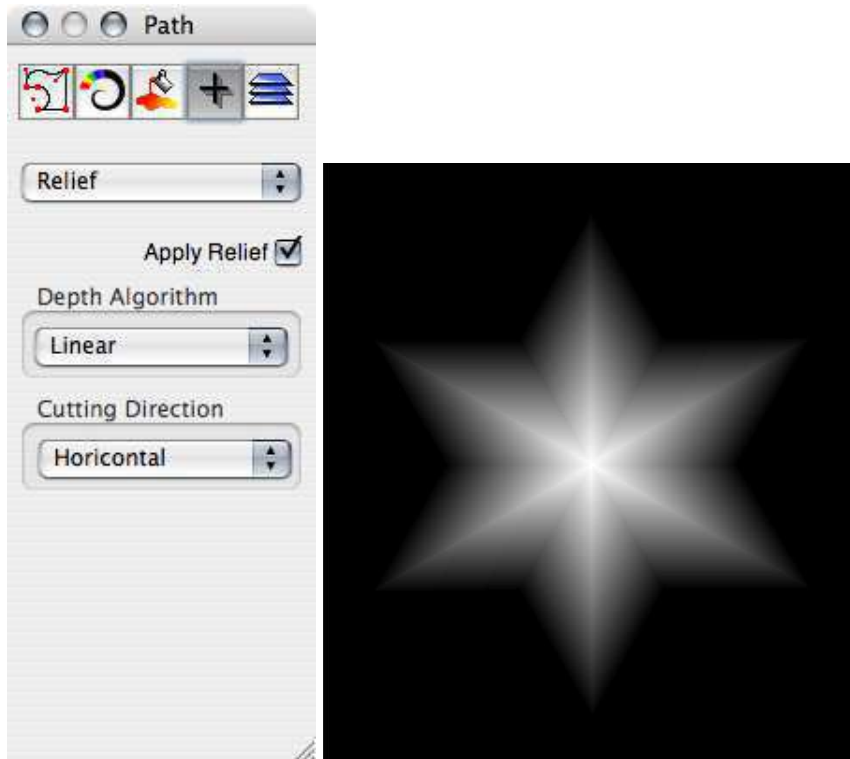 Path
Relief
Apply Relief
Depth Algorithm
Linear
Cutting Direction
Horicontal